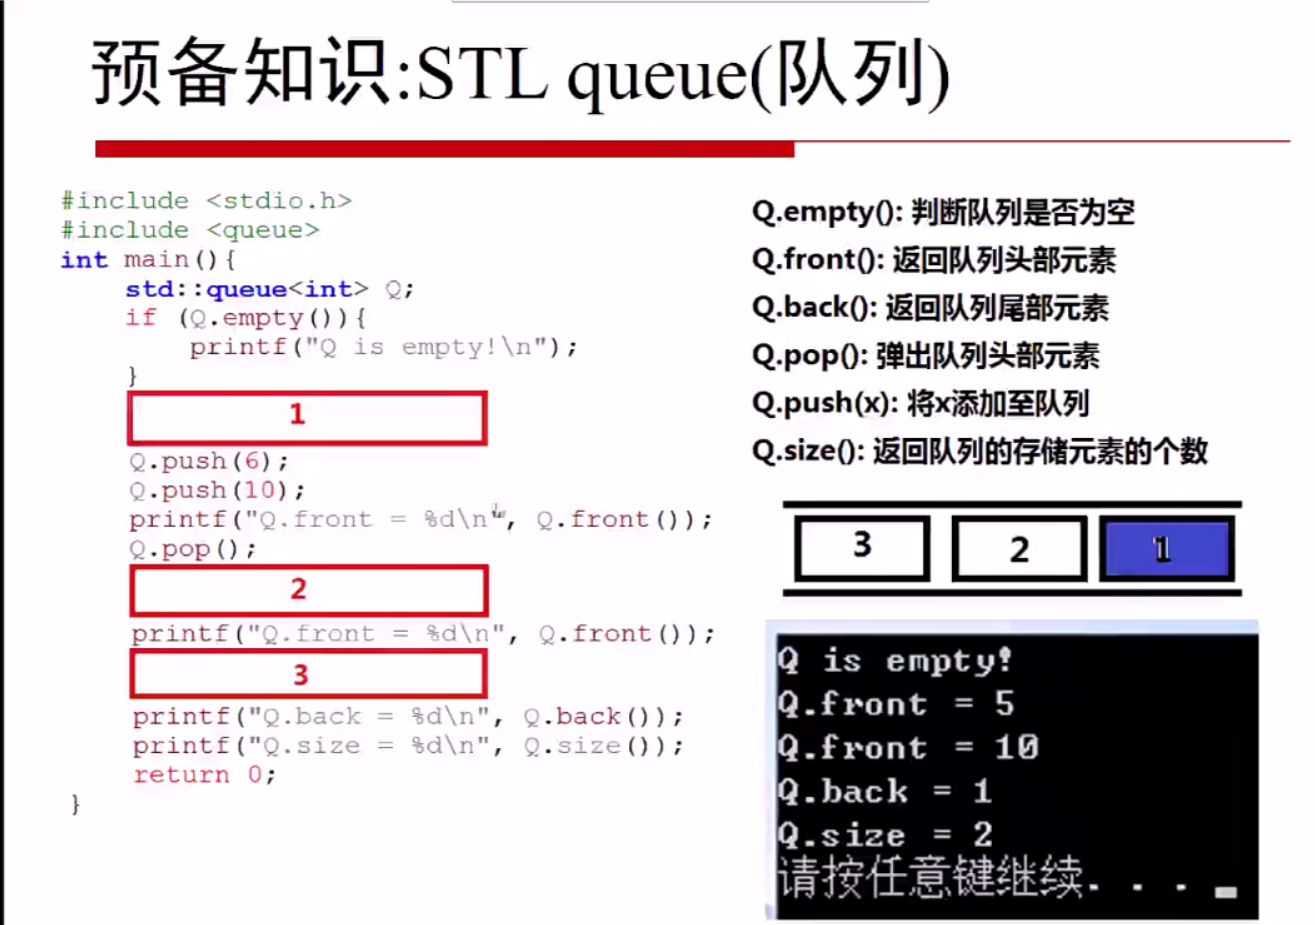 预备知识:STL queue(队列)
#include <stdio.h>
#include <queue>
int main(){
std::queue<int> Q;
if (Q.empty()){
printf("Q is empty!\n");
}
1
Q.push(6);
Q.push(10);
printf("Q.front = %d\n", Q.front());
Q.pop();
2
printf("Q.front = %d\n", Q.front());
3
printf("Q.back = %d\n", Q.back());
printf("Q.size = %d\n", Q.size());
return 0;
}
Q.empty(): 判断队列是否为空
Q.front(): 返回队列头部元素
Q.back(): 返回队列尾部元素
Q.pop(): 弹出队列头部元素
Q.push(x): 将x添加至队列
Q.size(): 返回队列的存储元素的个数
3 2 1
Q is empty!
Q.front = 5
Q.front = 10
Q.back = 1
Q.size = 2
请按任意键继续. . .